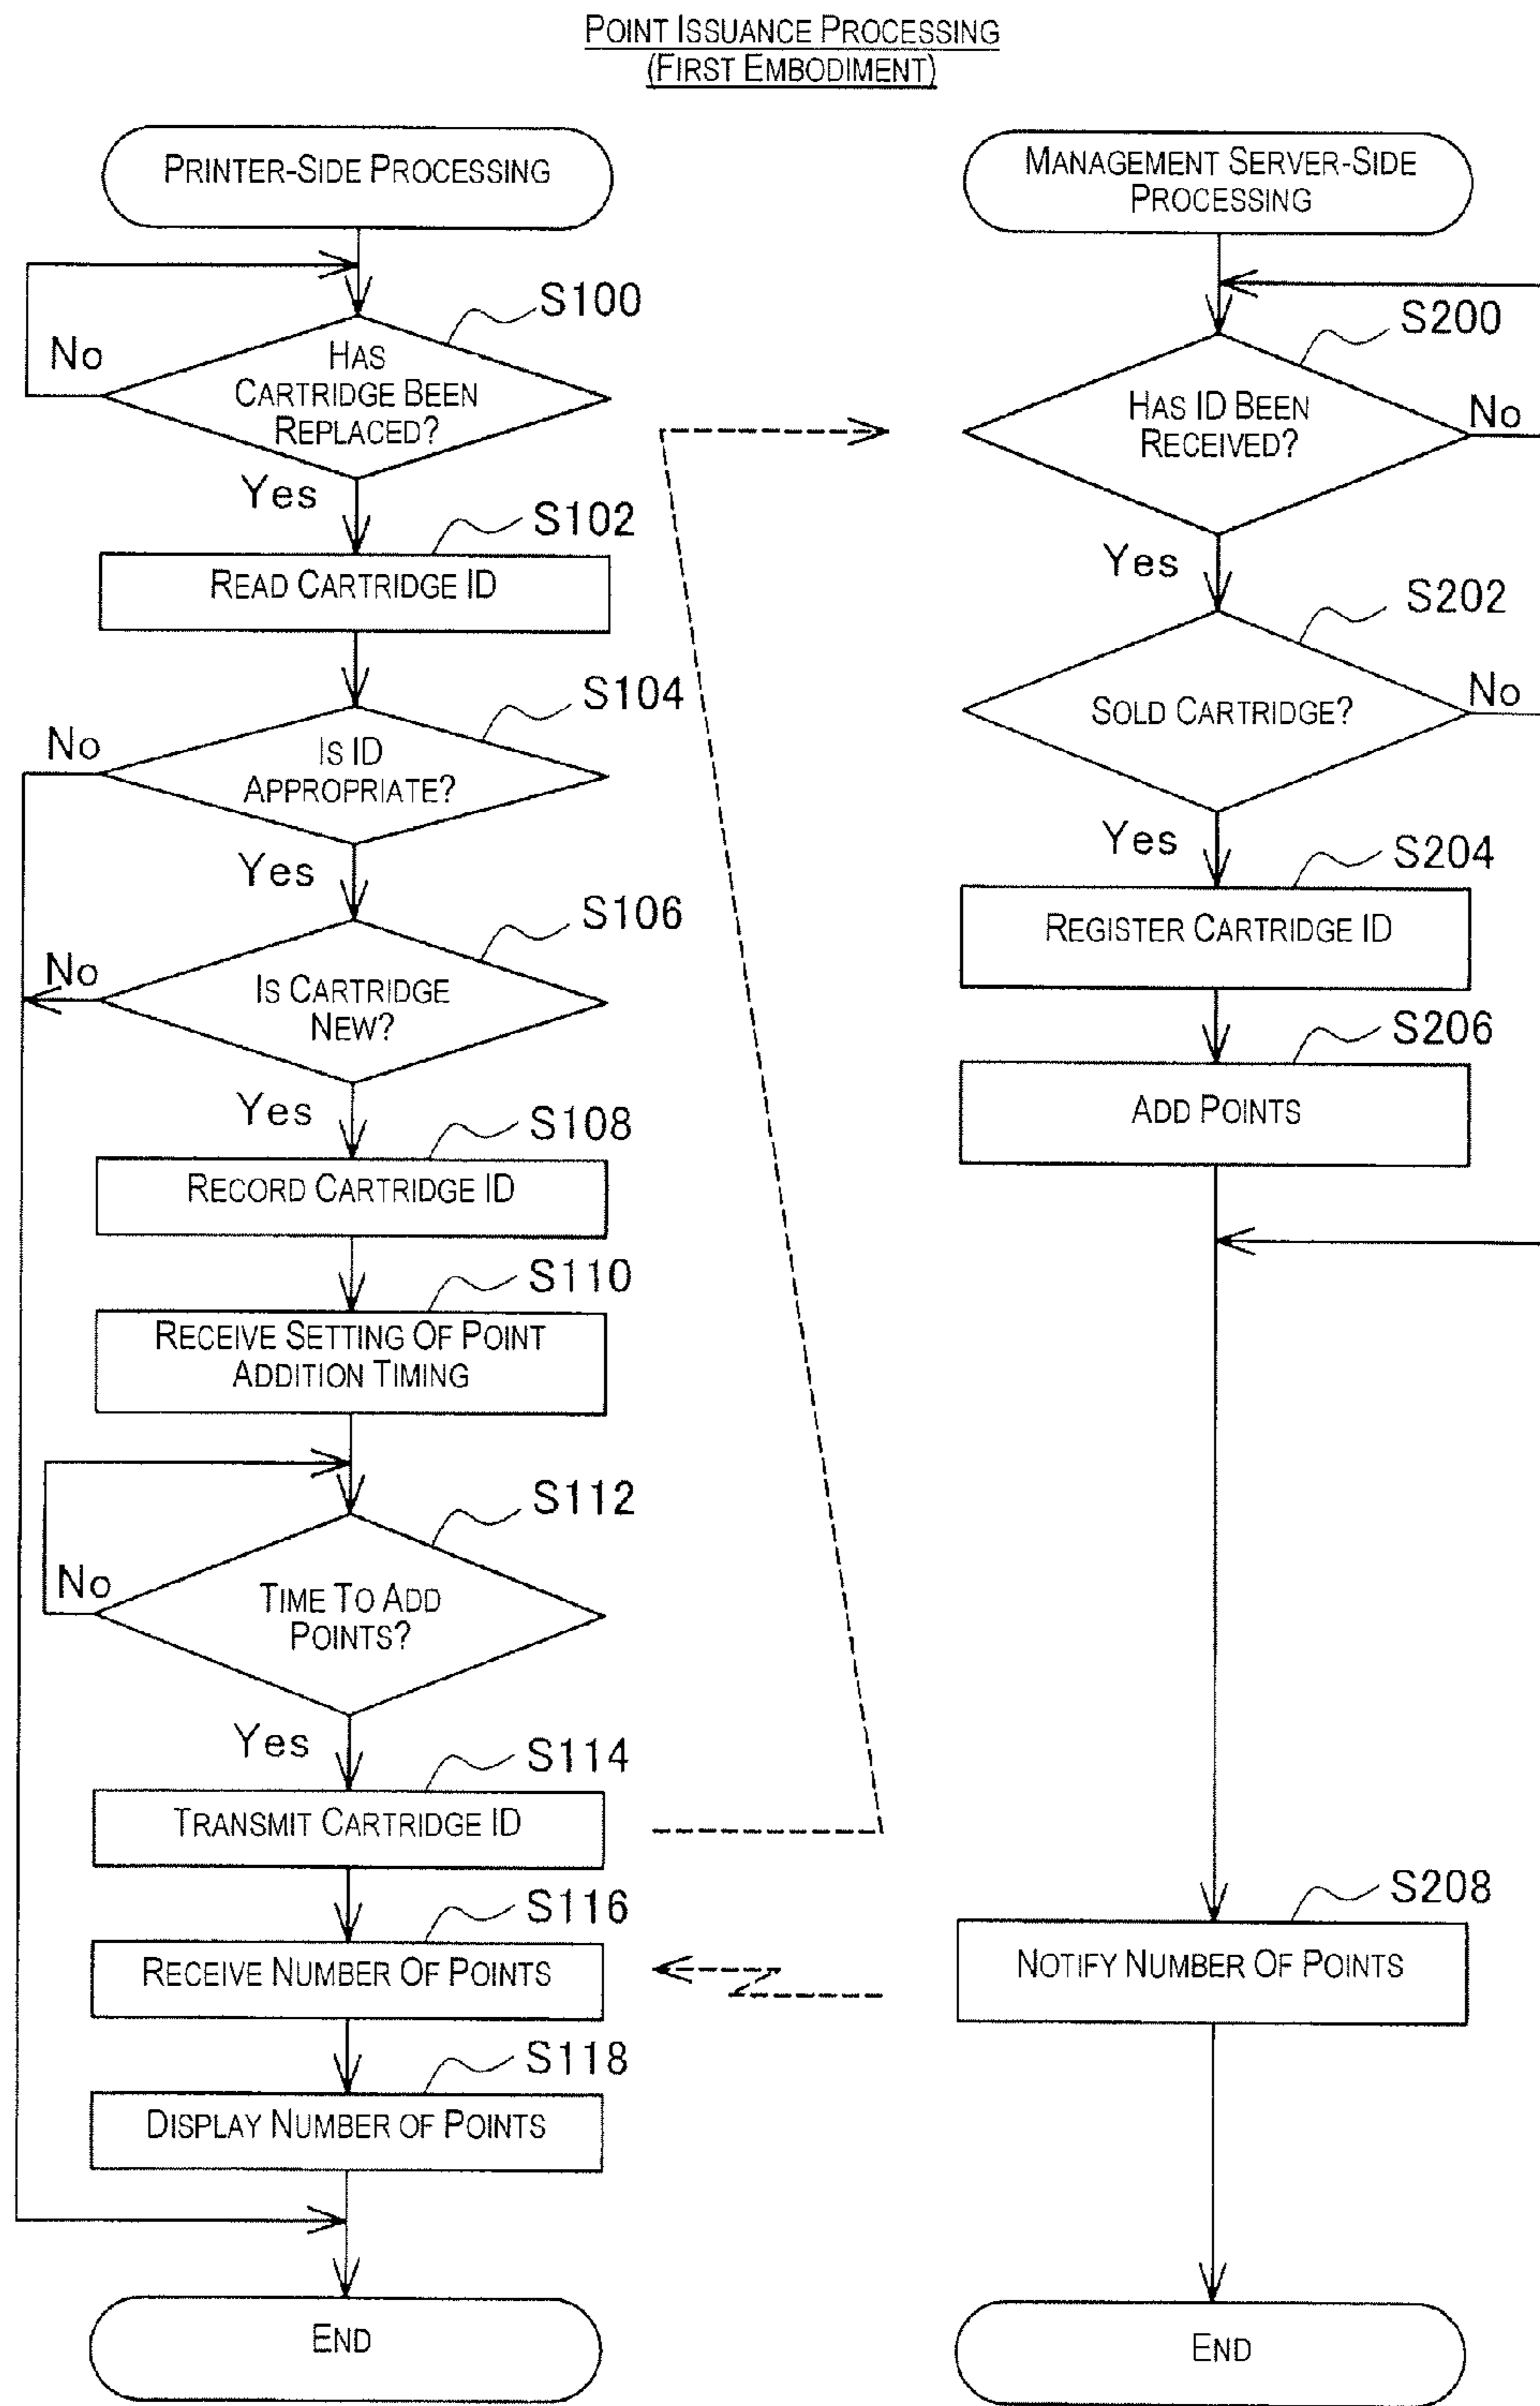 POINT ISSUANCE PROCESSING
(FIRST EMBODIMENT)
PRINTER-SIDE PROCESSING
S100
No
HAS
CARTRIDGE BEEN
REPLACED?
Yes
S102
READ CARTRIDGE ID
S104
No
IS ID
APPROPRIATE?
Yes
S106
No
IS CARTRIDGE
NEW?
Yes
S108
RECORD CARTRIDGE ID
S110
RECEIVE SETTING OF POINT
ADDITION TIMING
S112
No
TIME TO ADD
POINTS?
Yes
S114
TRANSMIT CARTRIDGE ID
S116
RECEIVE NUMBER OF POINTS
S118
DISPLAY NUMBER OF POINTS
END
MANAGEMENT SERVER-SIDE
PROCESSING
S200
HAS ID BEEN
RECEIVED?
No
Yes
S202
SOLD CARTRIDGE?
No
Yes
S204
REGISTER CARTRIDGE ID
S206
ADD POINTS
S208
NOTIFY NUMBER OF POINTS
END